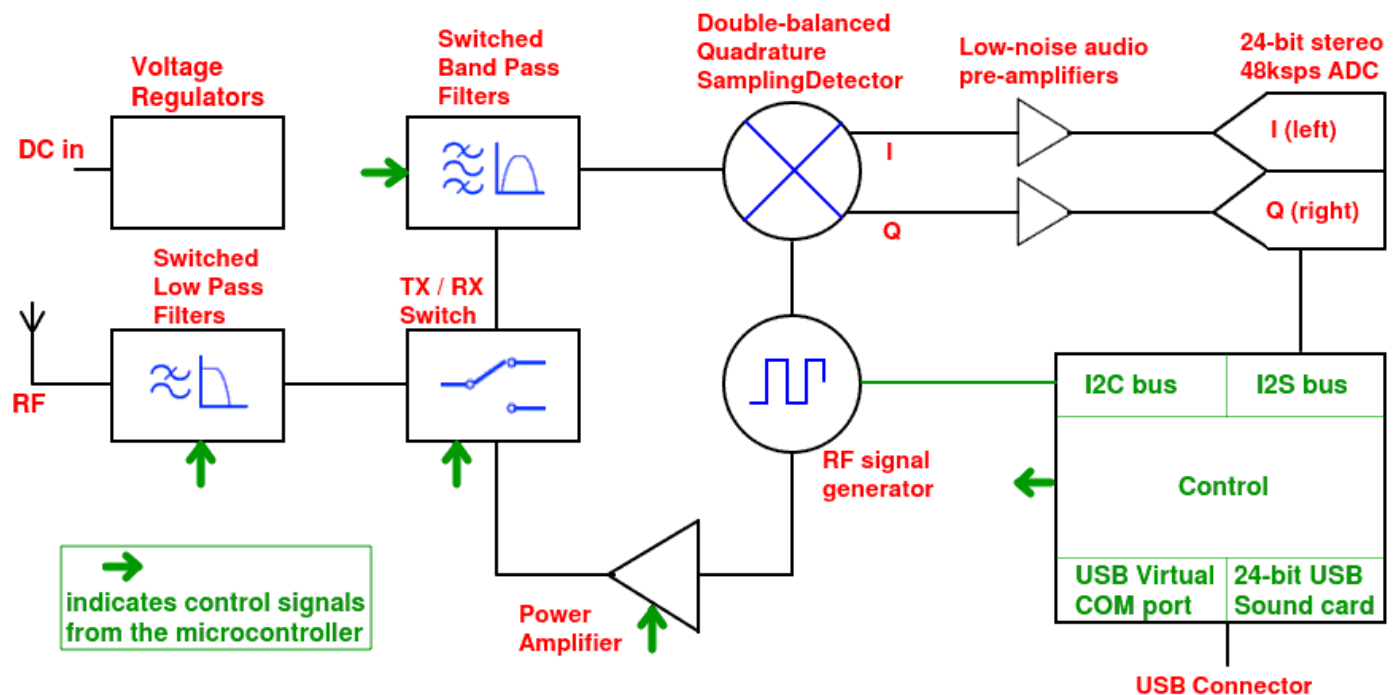 Voltage
Regulators
DC in
Switched
Band Pass
Filters
Double-balanced
Quadrature
SamplingDetector
Low-noise audio
pre-amplifiers
24-bit stereo
48ksps ADC
I
Q
I (left)
Q (right)
Switched
Low Pass
Filters
RF
TX / RX
Switch
RF signal
generator
I2C bus
I2S bus
Control
USB Virtual
COM port
24-bit USB
Sound card
USB Connector
Power
Amplifier
indicates control signals
from the microcontroller